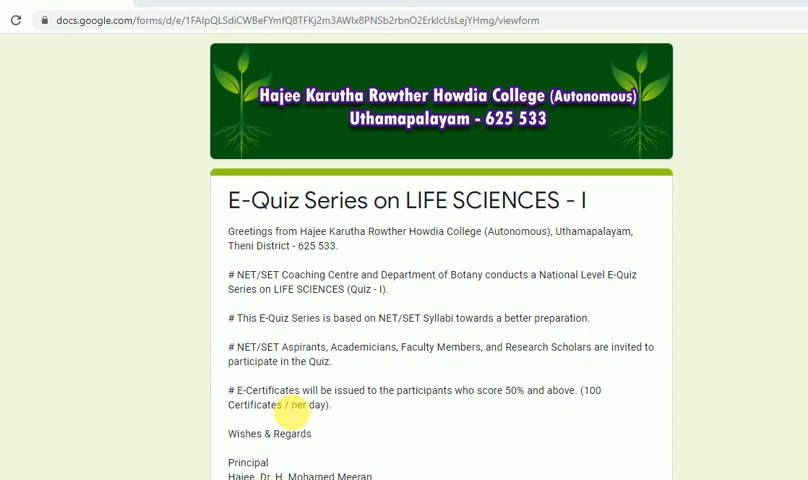 docs.google.com/forms/d/e/1FAIpQLSdiCWBeFYmfQ8TFKj2m3AWIx8PNSb2rbnO2ErklcUsLejYHmg/viewform
Hajee Karutha Rowther Howdia College (Autonomous)
Uthamapalayam - 625 533
E-Quiz Series on LIFE SCIENCES - I
Greetings from Hajee Karutha Rowther Howdia College (Autonomous), Uthamapalayam,
Theni District - 625 533.
# NET/SET Coaching Centre and Department of Botany conducts a National Level E-Quiz
Series on LIFE SCIENCES (Quiz - I).
# This E-Quiz Series is based on NET/SET Syllabi towards a better preparation.
# NET/SET Aspirants, Academicians, Faculty Members, and Research Scholars are invited to
participate in the Quiz.
# E-Certificates will be issued to the participants who score 50% and above. (100
Certificates / per day).
Wishes & Regards
Principal
Hajee. Dr. H. Mohamed Meeran